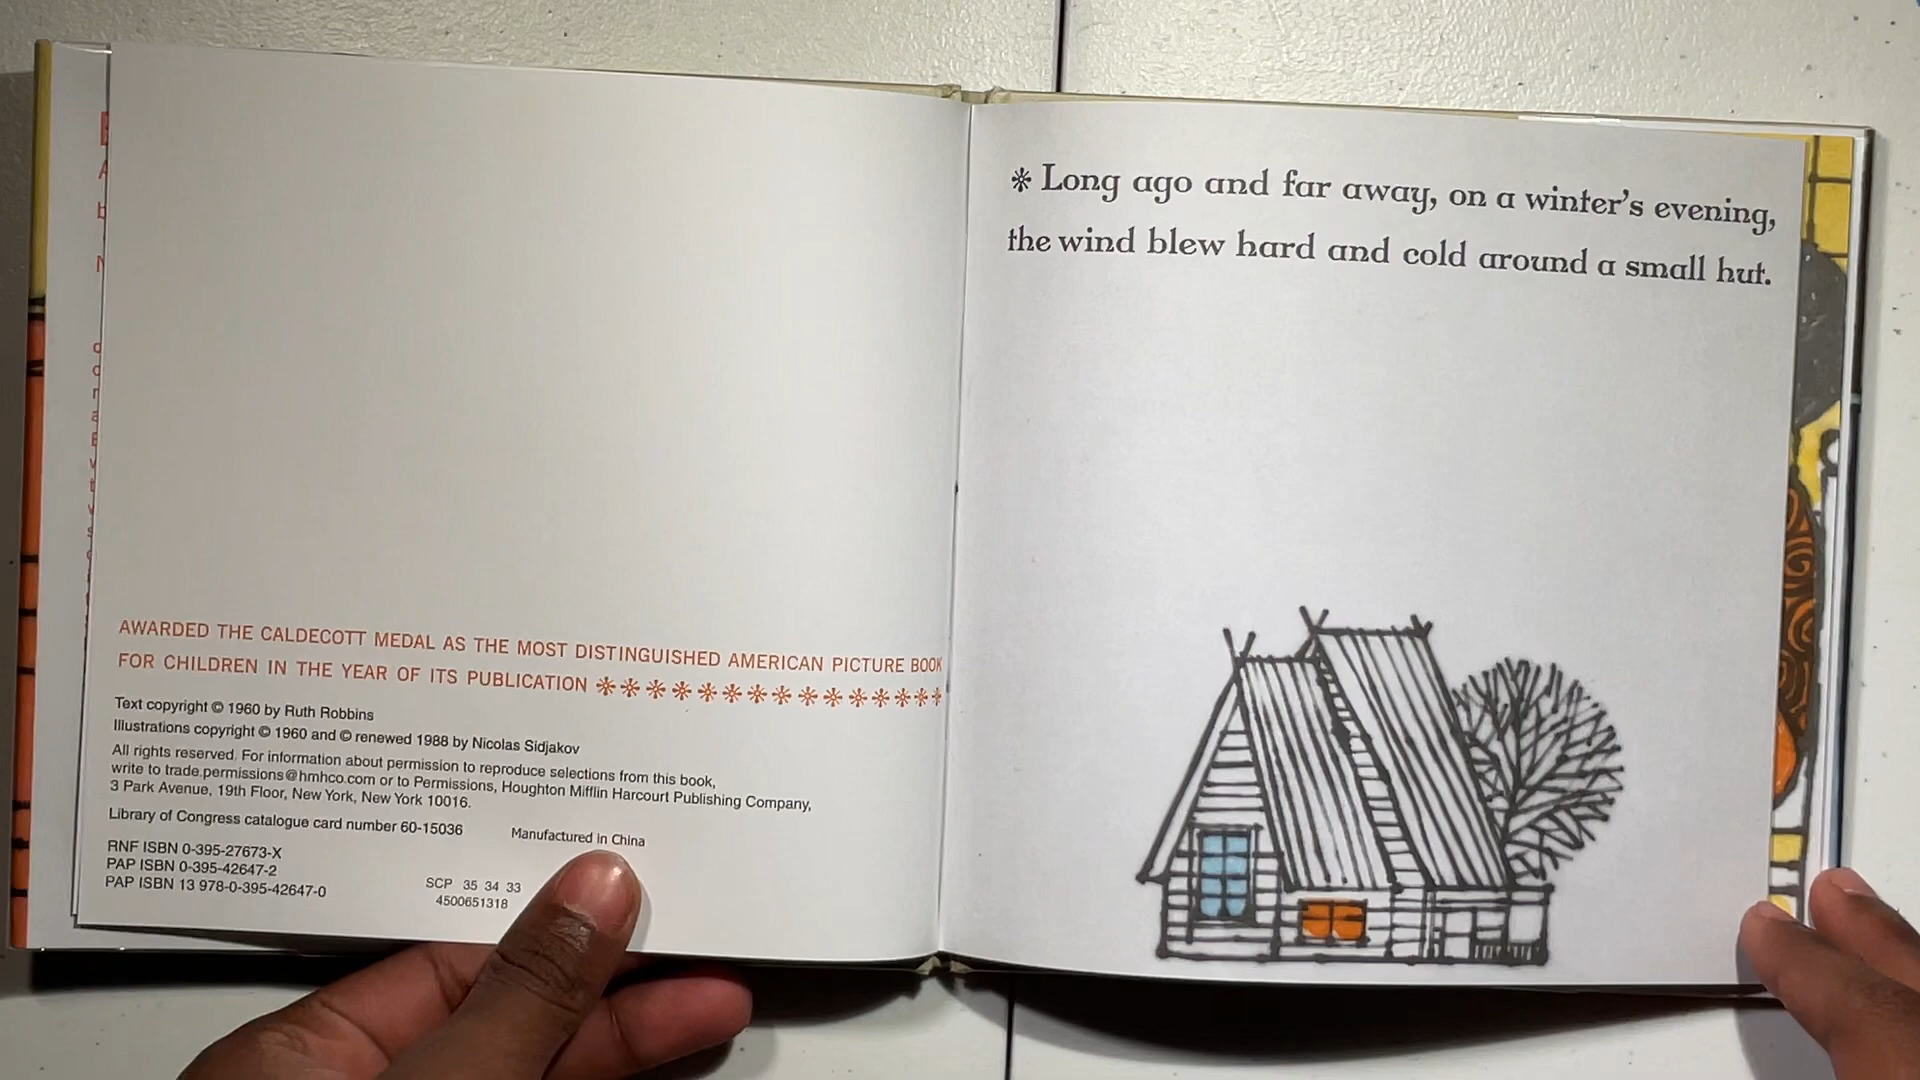 AWARDED THE CALDECOTT MEDAL AS THE MOST DISTINGUISHED AMERICAN PICTURE BOOK
FOR CHILDREN IN THE YEAR OF ITS PUBLICATION
Text copyright © 1960 by Ruth Robbins
Illustrations copyright © 1960 and © renewed 1988 by Nicolas Sidjakov
All rights reserved. For information about permission to reproduce selections from this book,
write to trade.permissions@hmhco.com or to Permissions, Houghton Mifflin Harcourt Publishing Company,
3 Park Avenue, 19th Floor, New York, New York 10016.
Library of Congress catalogue card number 60-15036
Manufactured in China
RNF ISBN 0-395-27673-X
PAP ISBN 0-395-42647-2
PAP ISBN 13 978-0-395-42647-0
SCP 35 34 33
4500651318
Long ago and far away, on a winter's evening,
the wind blew hard and cold around a small hut.